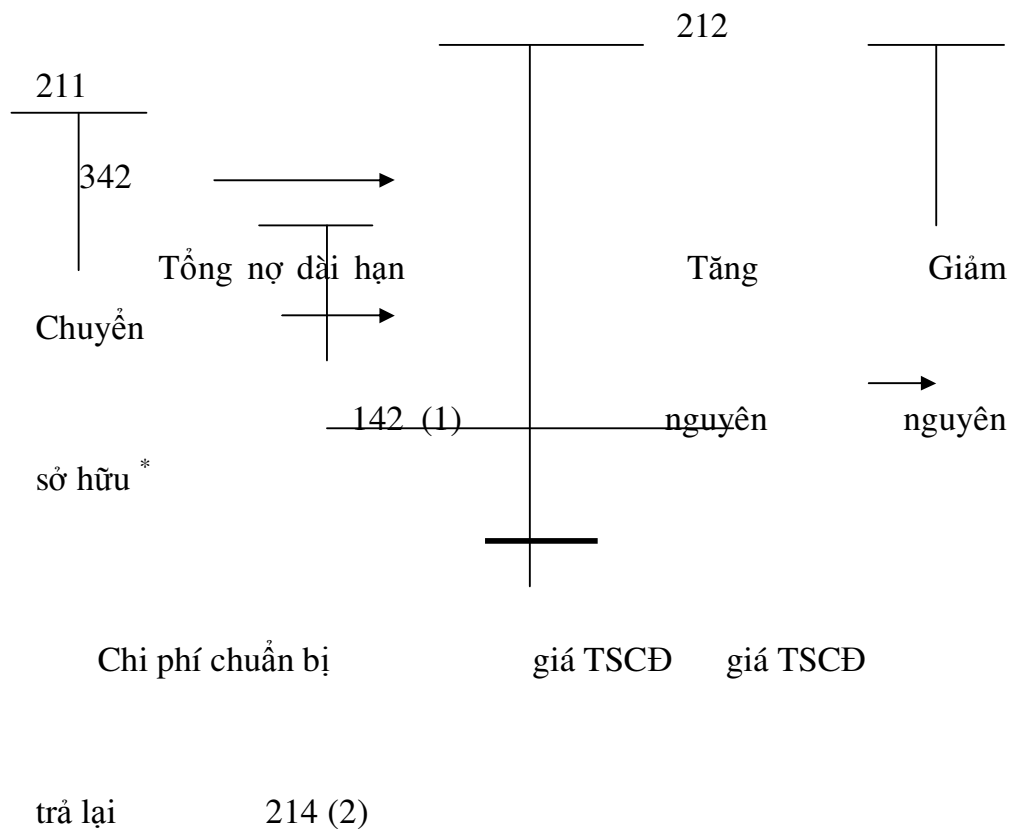 212
211
342
Tổng nợ dài hạn Tăng Giảm
Chuyển
142 (1) nguyên nguyên
sở hữu *
Chi phí chuẩn bị giá TSCĐ giá TSCĐ
trả lại 214 (2)